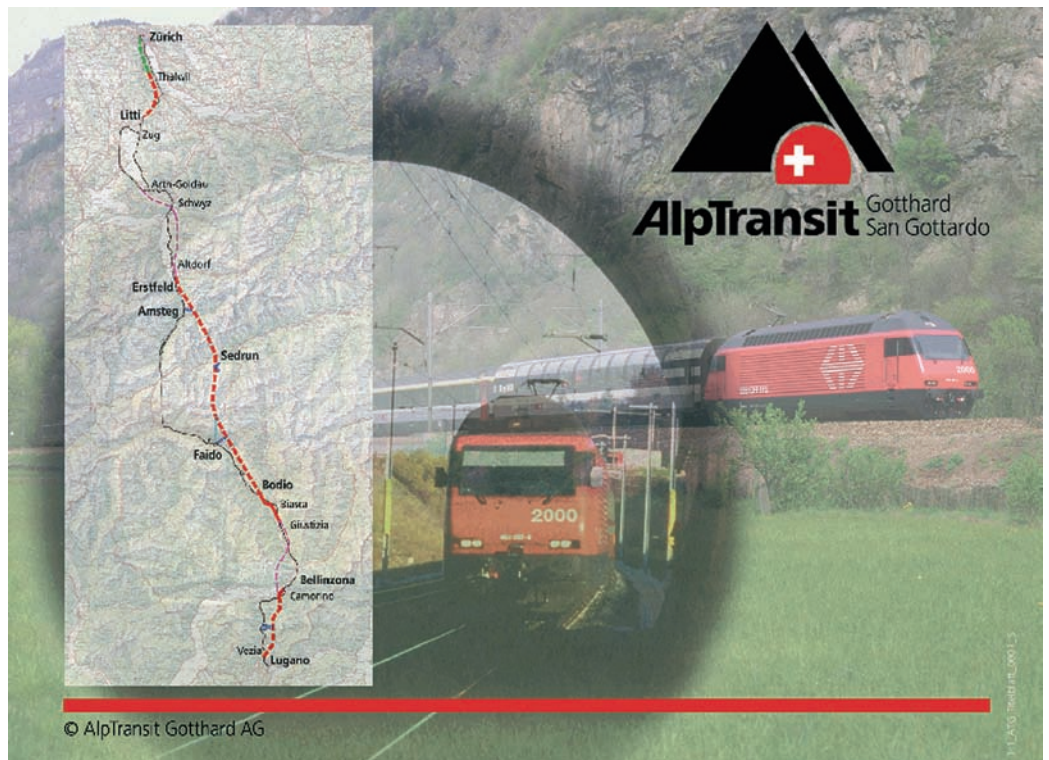 Zürich
Thalwil
Litti
Zug
Arth-Goldau
Schwyz
Altdorf
Erstfeld
Amsteg
Sedrun
Faido
Bodio
Biasca
Giustizia
Bellinzona
Camorino
Vezia
Lugano
AlpTransit
Gotthard
San Gottardo
2000
2000
© AlpTransit Gotthard AG